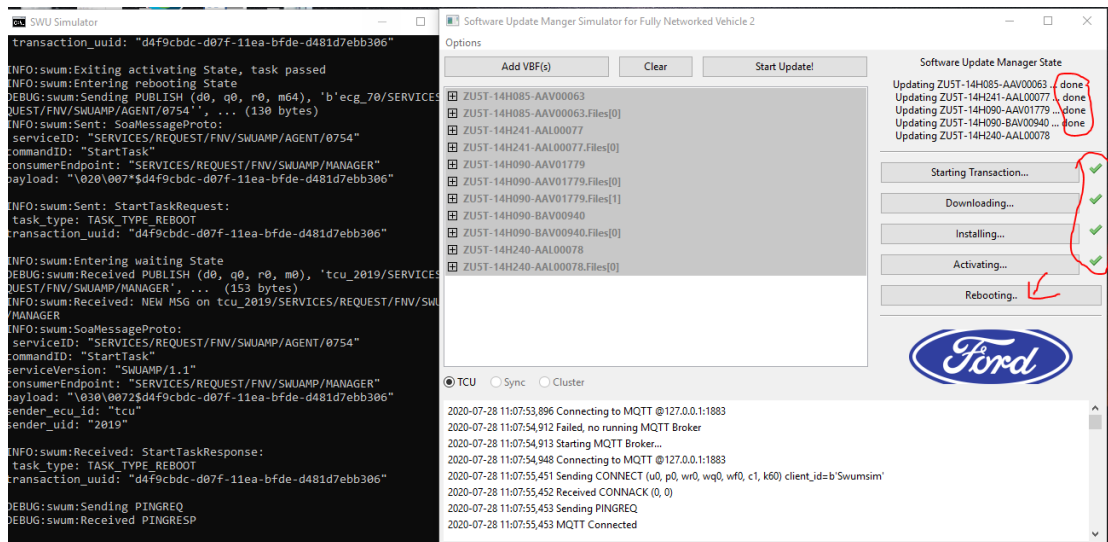 SWU Simulator
transaction_uuid: "d4f9cbdc-d07f-11ea-bfde-d481d7ebb306"
INFO:swum:Exiting activating State, task passed
INFO:swum:Entering rebooting State
DEBUG:swum:Sending PUBLISH (d0, q0, r0, m64), 'b'ecg_70/SERVICES
QUEST/FNV/SWUAMP/AGENT/0754'', ... (130 bytes)
INFO:swum:Sent: SoaMessageProto:
serviceID: "SERVICES/REQUEST/FNV/SWUAMP/AGENT/0754"
commandID: "StartTask"
consumerEndpoint: "SERVICES/REQUEST/FNV/SWUAMP/MANAGER"
payload: "\020\007*$d4f9cbdc-d07f-11ea-bfde-d481d7ebb306"
INFO:swum:Sent: StartTaskRequest:
task_type: TASK_TYPE_REBOOT
transaction_uuid: "d4f9cbdc-d07f-11ea-bfde-d481d7ebb306"
INFO:swum:Entering waiting State
DEBUG:swum:Received PUBLISH (d0, q0, r0, m0), 'tcu_2019/SERVICES
QUEST/FNV/SWUAMP/MANAGER', ... (153 bytes)
INFO:swum:Received: NEW MSG on tcu_2019/SERVICES/REQUEST/FNV/SWU
/MANAGER
INFO:swum:SoaMessageProto:
serviceID: "SERVICES/REQUEST/FNV/SWUAMP/AGENT/0754"
commandID: "StartTask"
serviceVersion: "SWUAMP/1.1"
consumerEndpoint: "SERVICES/REQUEST/FNV/SWUAMP/MANAGER"
payload: "\030\0072$d4f9cbdc-d07f-11ea-bfde-d481d7ebb306"
sender_ecu_id: "tcu"
sender_uid: "2019"
INFO:swum:Received: StartTaskResponse:
task_type: TASK_TYPE_REBOOT
transaction_uuid: "d4f9cbdc-d07f-11ea-bfde-d481d7ebb306"
DEBUG:swum:Sending PINGREQ
DEBUG:swum:Received PINGRESP
Software Update Manger Simulator for Fully Networked Vehicle 2
Options
Add VBF(s) Clear Start Update!
ZU5T-14H085-AAV00063
ZU5T-14H085-AAV00063.Files[0]
ZU5T-14H241-AAL00077
ZU5T-14H241-AAL00077.Files[0]
ZU5T-14H090-AAV01779
ZU5T-14H090-AAV01779.Files[0]
ZU5T-14H090-AAV01779.Files[1]
ZU5T-14H090-BAV00940
ZU5T-14H090-BAV00940.Files[0]
ZU5T-14H240-AAL00078
ZU5T-14H240-AAL00078.Files[0]
TCU Sync Cluster
Software Update Manager State
Updating ZU5T-14H085-AAV00063 ... done
Updating ZU5T-14H241-AAL00077 ... done
Updating ZU5T-14H090-AAV01779 ... done
Updating ZU5T-14H090-BAV00940 ... done
Updating ZU5T-14H240-AAL00078
Starting Transaction...
Downloading...
Installing...
Activating...
Rebooting..
Ford
2020-07-28 11:07:53,896 Connecting to MQTT @127.0.0.1:1883
2020-07-28 11:07:54,912 Failed, no running MQTT Broker
2020-07-28 11:07:54,913 Starting MQTT Broker...
2020-07-28 11:07:54,948 Connecting to MQTT @127.0.0.1:1883
2020-07-28 11:07:55,451 Sending CONNECT (u0, p0, wr0, wq0, wf0, c1, k60) client_id=b'Swumsim'
2020-07-28 11:07:55,452 Received CONNACK (0, 0)
2020-07-28 11:07:55,453 Sending PINGREQ
2020-07-28 11:07:55,453 MQTT Connected